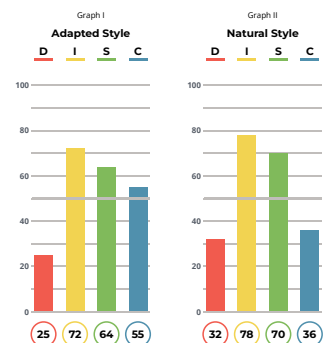 Graph I
Adapted Style
D I S C
100
80
60
40
20
0
25 72 64 55
Graph II
Natural Style
D I S C
100
80
60
40
20
0
32 78 70 36